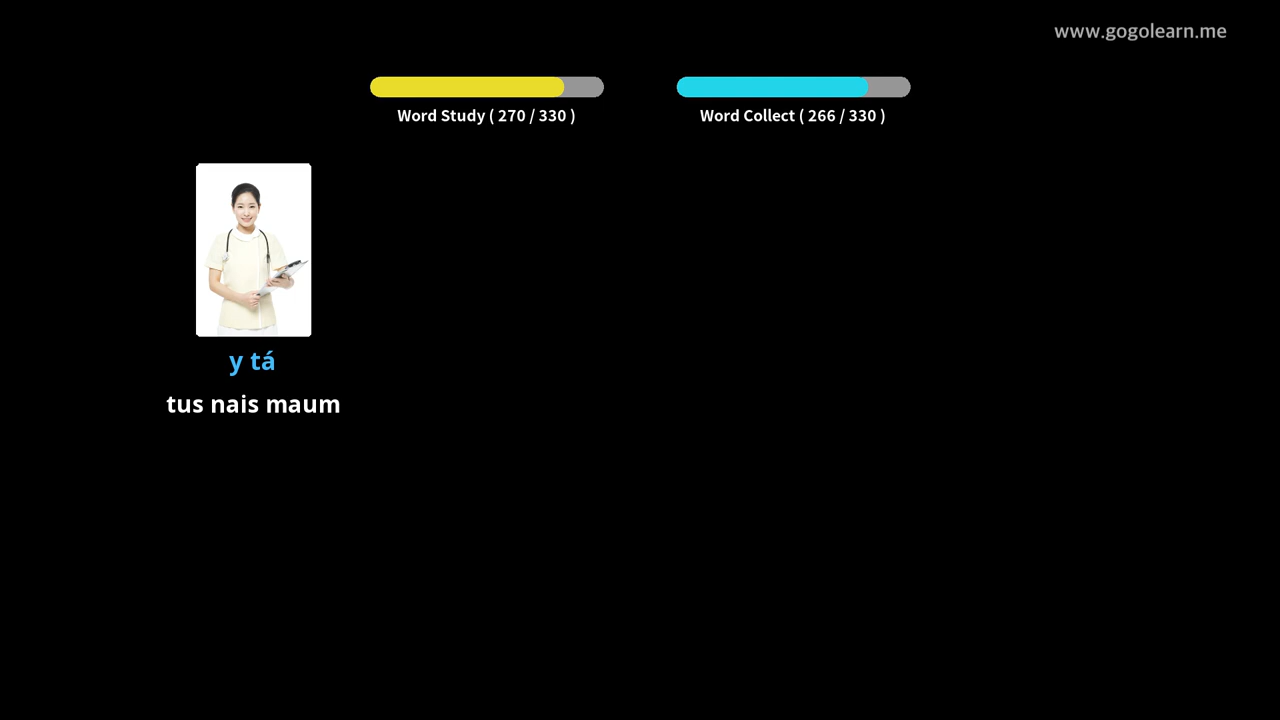 www.gogolearn.me
Word Study ( 270 / 330 )
Word Collect ( 266 / 330 )
y tá
tus nais maum